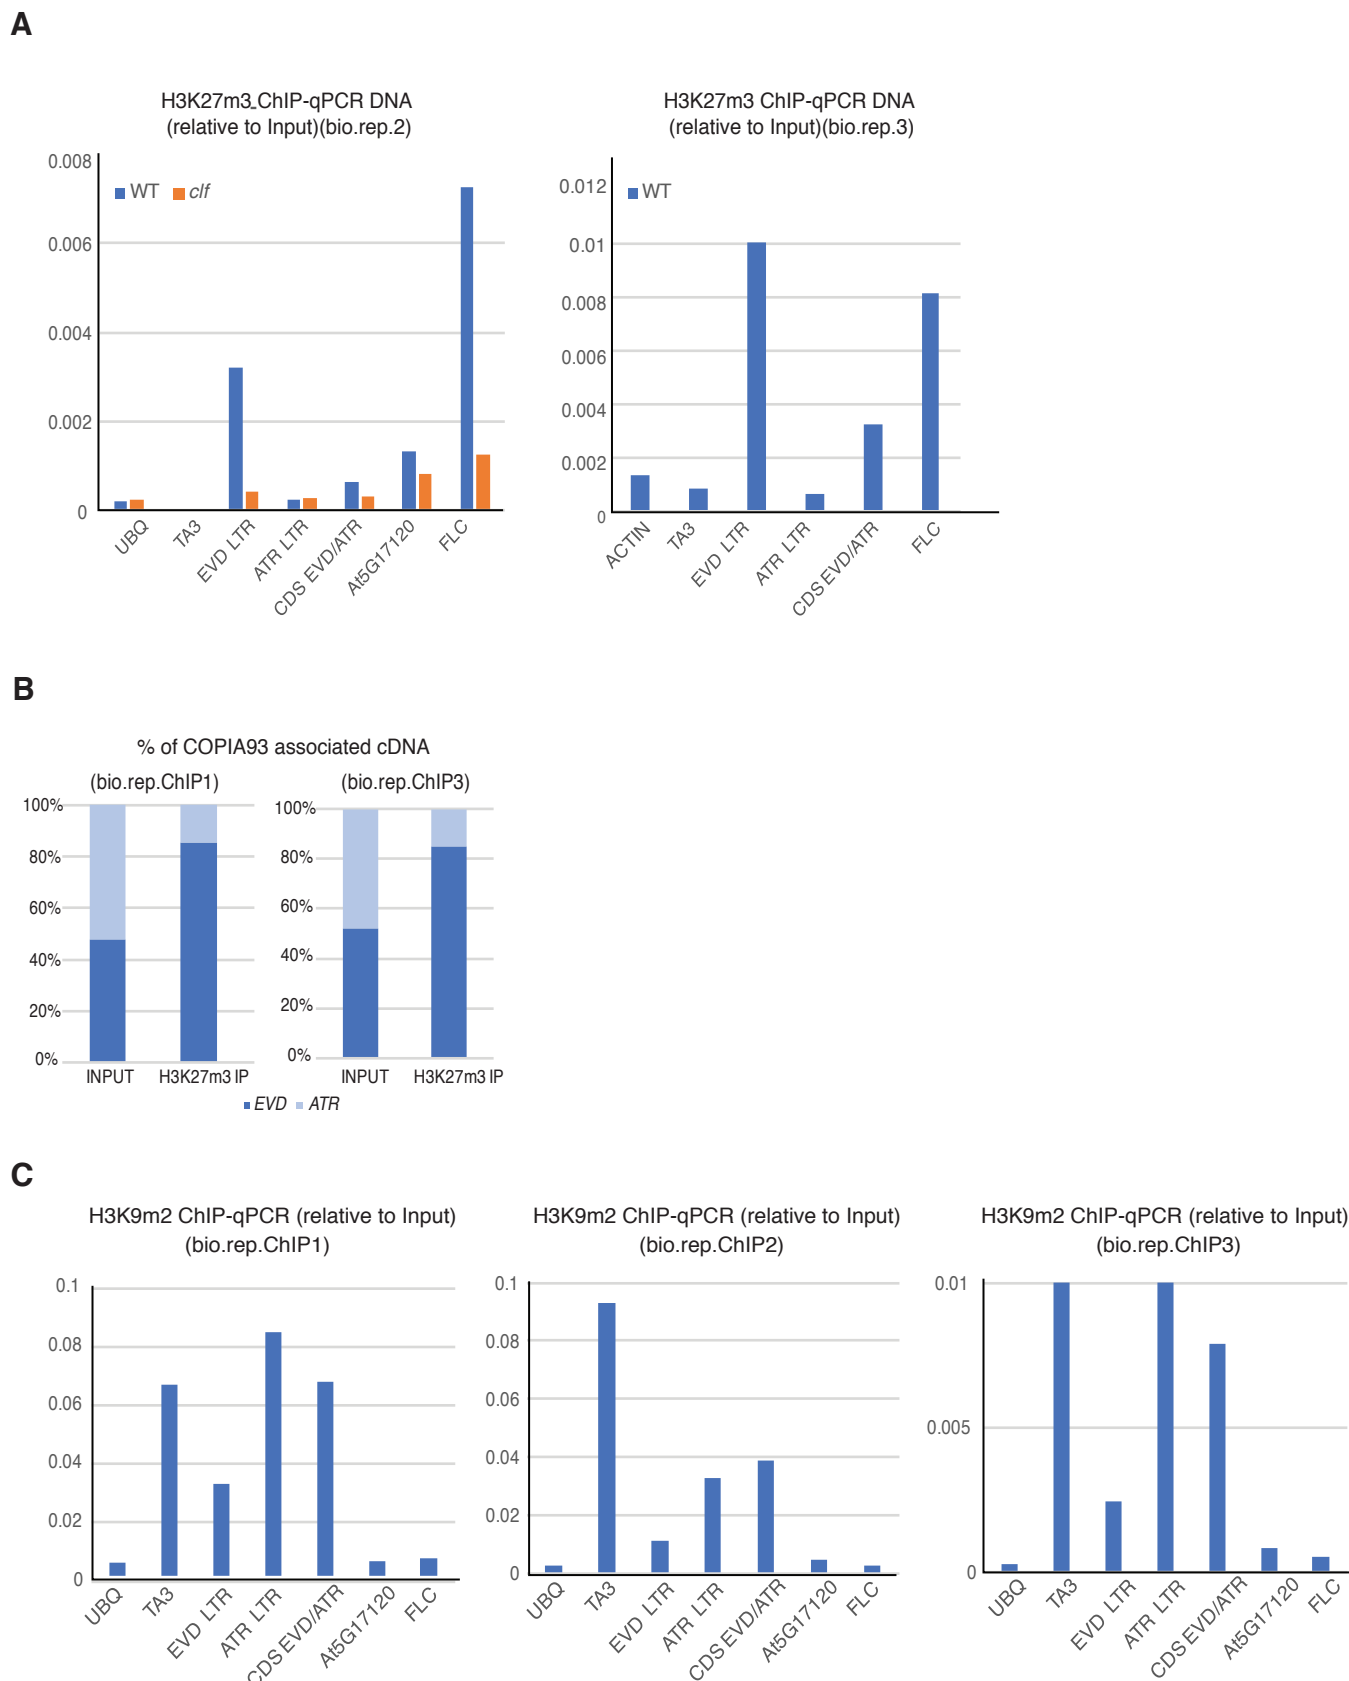 A
H3K27m3_ChIP-qPCR DNA
(relative to Input)(bio.rep.2)
0.008
0.006
0.004
0.002
0
WT clf
UBQ
TA3
EVD LTR
ATR LTR
CDS EVD/ATR
At5G17120
FLC
H3K27m3 ChIP-qPCR DNA
(relative to Input)(bio.rep.3)
0.012
0.01
0.008
0.006
0.004
0.002
0
WT
ACTIN
TA3
EVD LTR
ATR LTR
CDS EVD/ATR
FLC
B
% of COPIA93 associated cDNA
(bio.rep.ChIP1)
100%
80%
60%
40%
20%
0%
INPUT H3K27m3 IP
(bio.rep.ChIP3)
100%
80%
60%
40%
20%
0%
INPUT H3K27m3 IP
EVD ATR
C
H3K9m2 ChIP-qPCR (relative to Input)
(bio.rep.ChIP1)
0.1
0.08
0.06
0.04
0.02
0
UBQ
TA3
EVD LTR
ATR LTR
CDS EVD/ATR
At5G17120
FLC
H3K9m2 ChIP-qPCR (relative to Input)
(bio.rep.ChIP2)
0.1
0.08
0.06
0.04
0.02
0
UBQ
TA3
EVD LTR
ATR LTR
CDS EVD/ATR
At5G17120
FLC
H3K9m2 ChIP-qPCR (relative to Input)
(bio.rep.ChIP3)
0.01
0.005
0
UBQ
TA3
EVD LTR
ATR LTR
CDS EVD/ATR
At5G17120
FLC